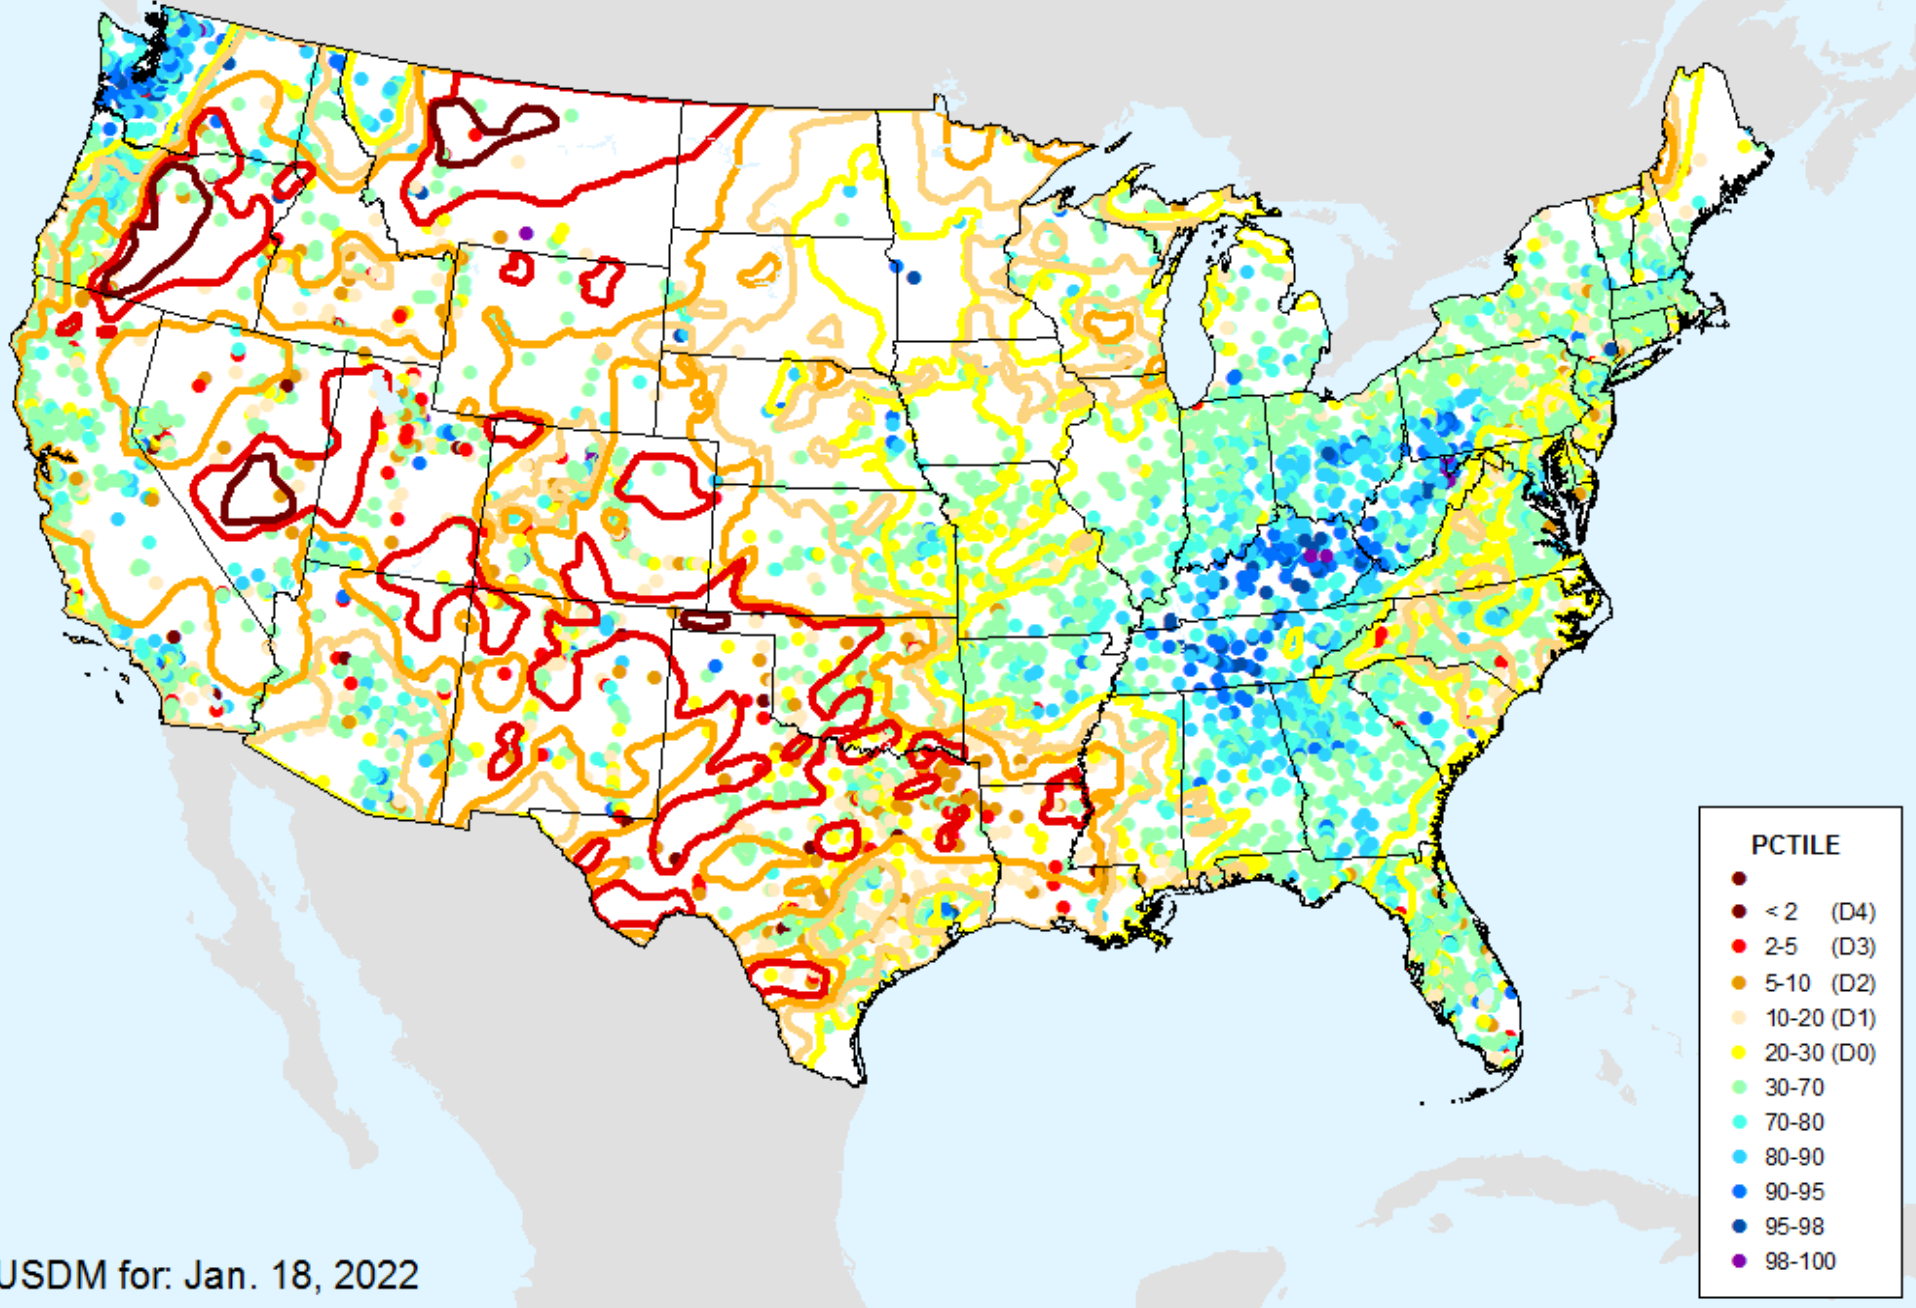 PCTILE
< 2 (D4)
2-5 (D3)
5-10 (D2)
10-20 (D1)
20-30 (D0)
30-70
70-80
80-90
90-95
95-98
98-100
USDM for: Jan. 18, 2022